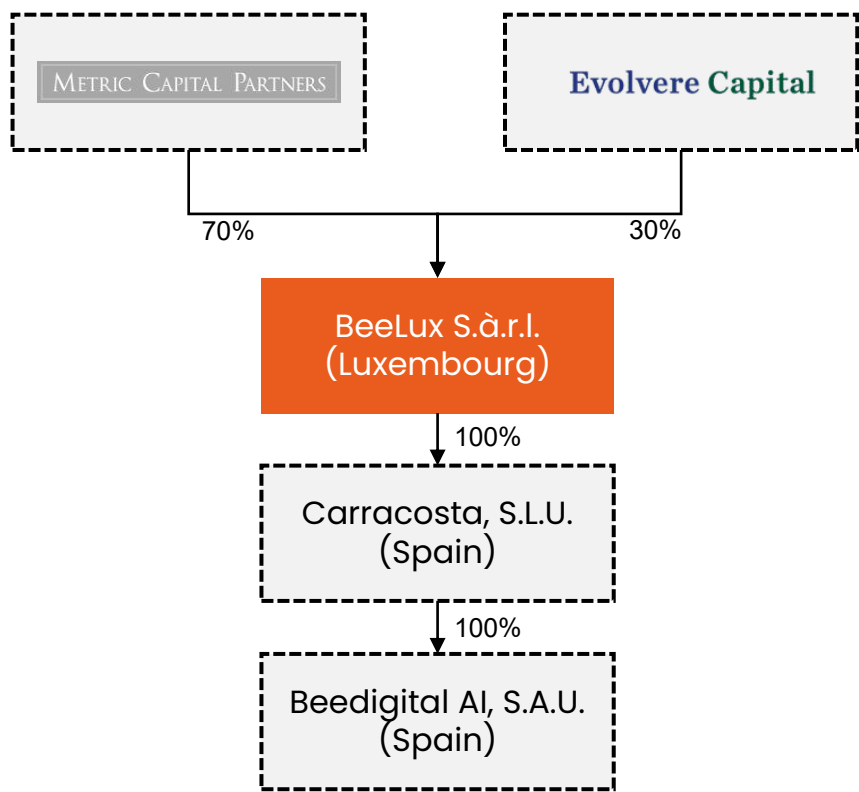 METRIC CAPITAL PARTNERS
Evolvere Capital
70%
30%
BeeLux S.à.r.l.
(Luxembourg)
100%
Carracosta, S.L.U.
(Spain)
100%
Beedigital AI, S.A.U.
(Spain)